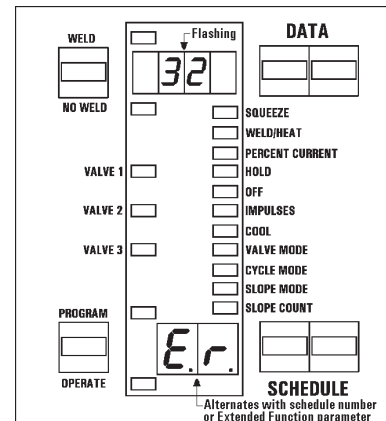 WELD
Flashing
DATA
32
NO WELD
SQUEEZE
WELD/HEAT
PERCENT CURRENT
VALVE 1
HOLD
OFF
VALVE 2
IMPULSES
COOL
VALVE 3
VALVE MODE
CYCLE MODE
SLOPE MODE
PROGRAM
SLOPE COUNT
E.r.
OPERATE
SCHEDULE
Alternates with schedule number
or Extended Function parameter